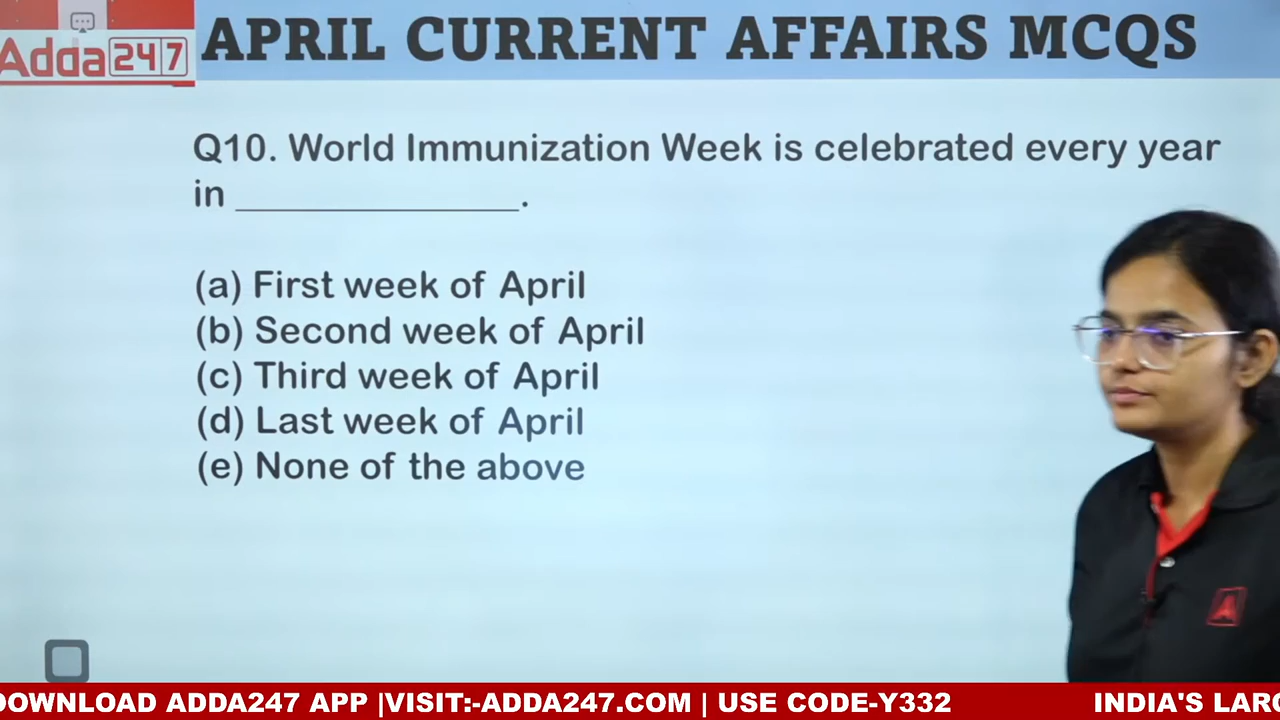 Adda247
APRIL CURRENT AFFAIRS MCQS
Q10. World Immunization Week is celebrated every year
in ________________.
(a) First week of April
(b) Second week of April
(c) Third week of April
(d) Last week of April
(e) None of the above
A
DOWNLOAD ADDA247 APP |VISIT:-ADDA247.COM | USE CODE-Y332 INDIA'S